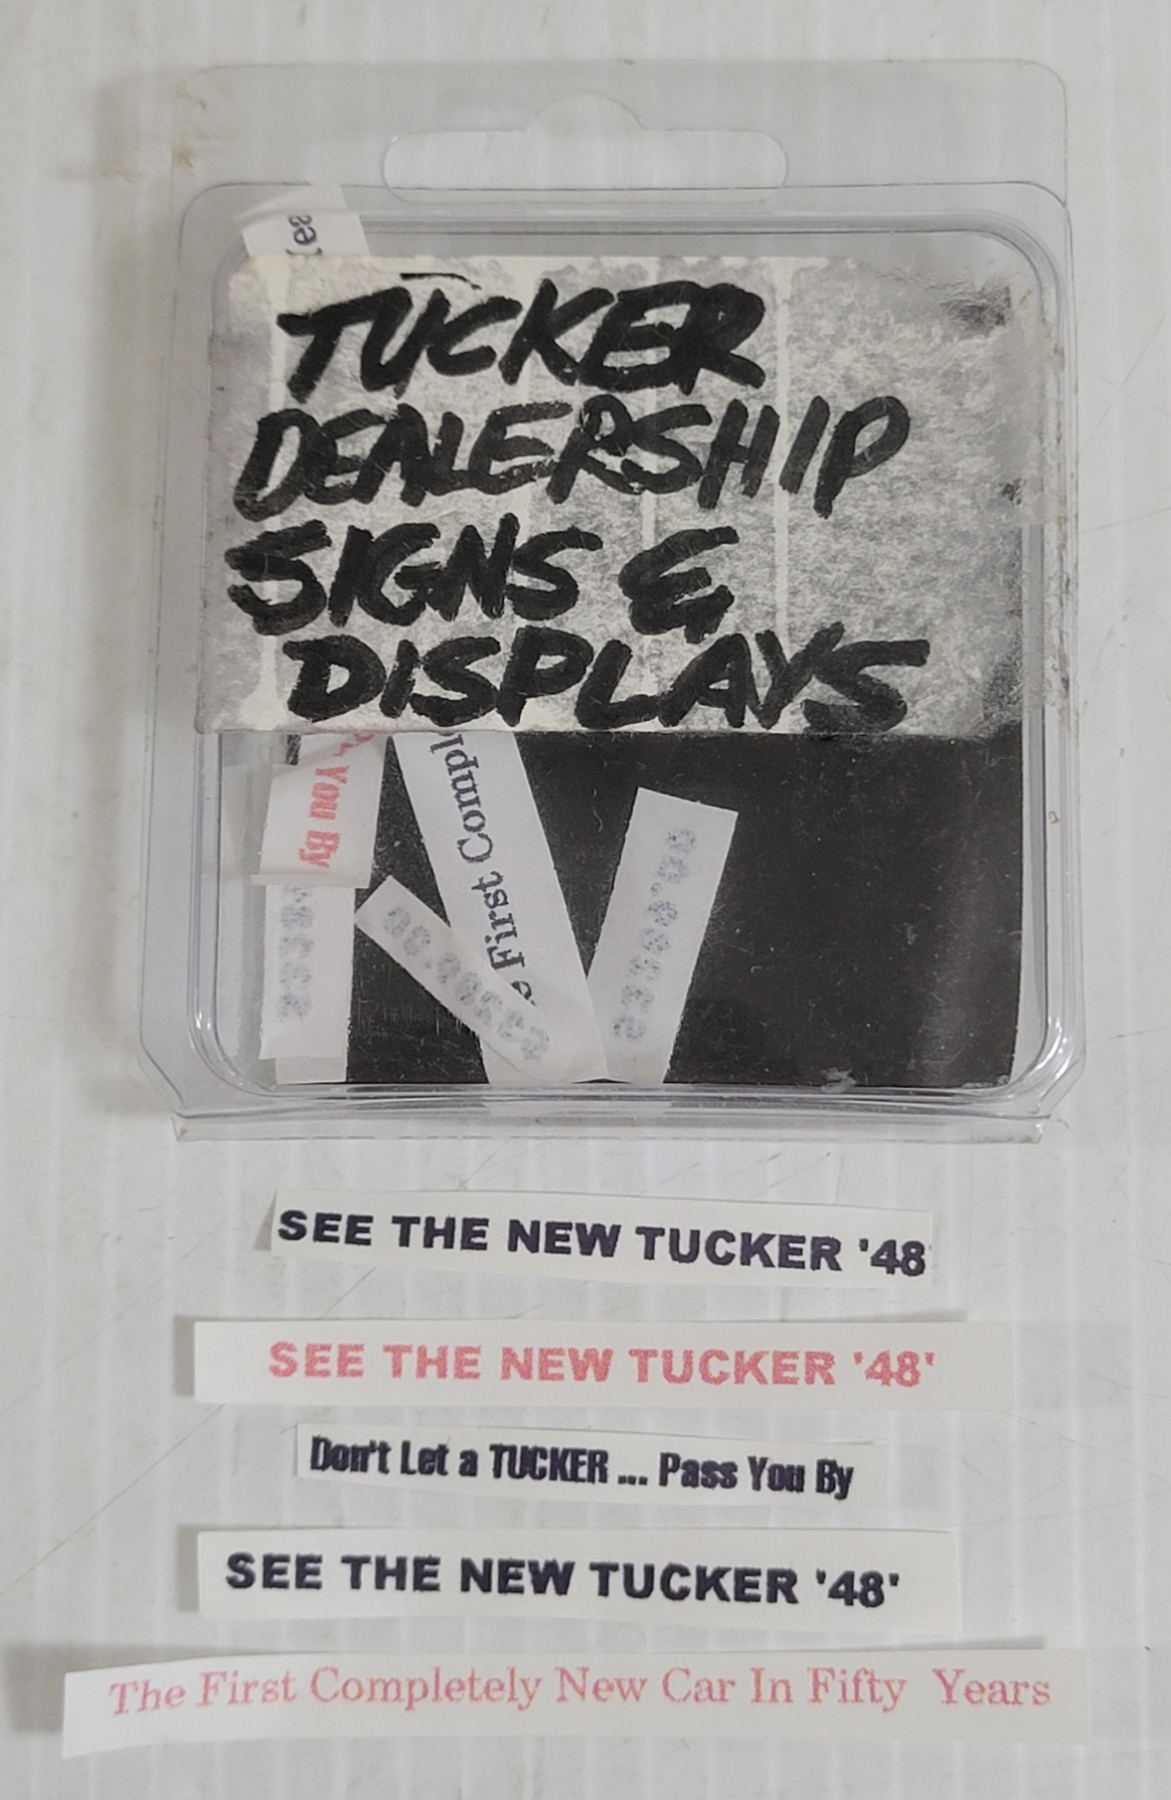 TUCKER
DEALERSHIP
SIGNS &
DISPLAYS
You By
First Compl
SEE THE NEW TUCKER '48
SEE THE NEW TUCKER '48'
Don't Let a TUCKER ... Pass You By
SEE THE NEW TUCKER '48'
The First Completely New Car In Fifty Years